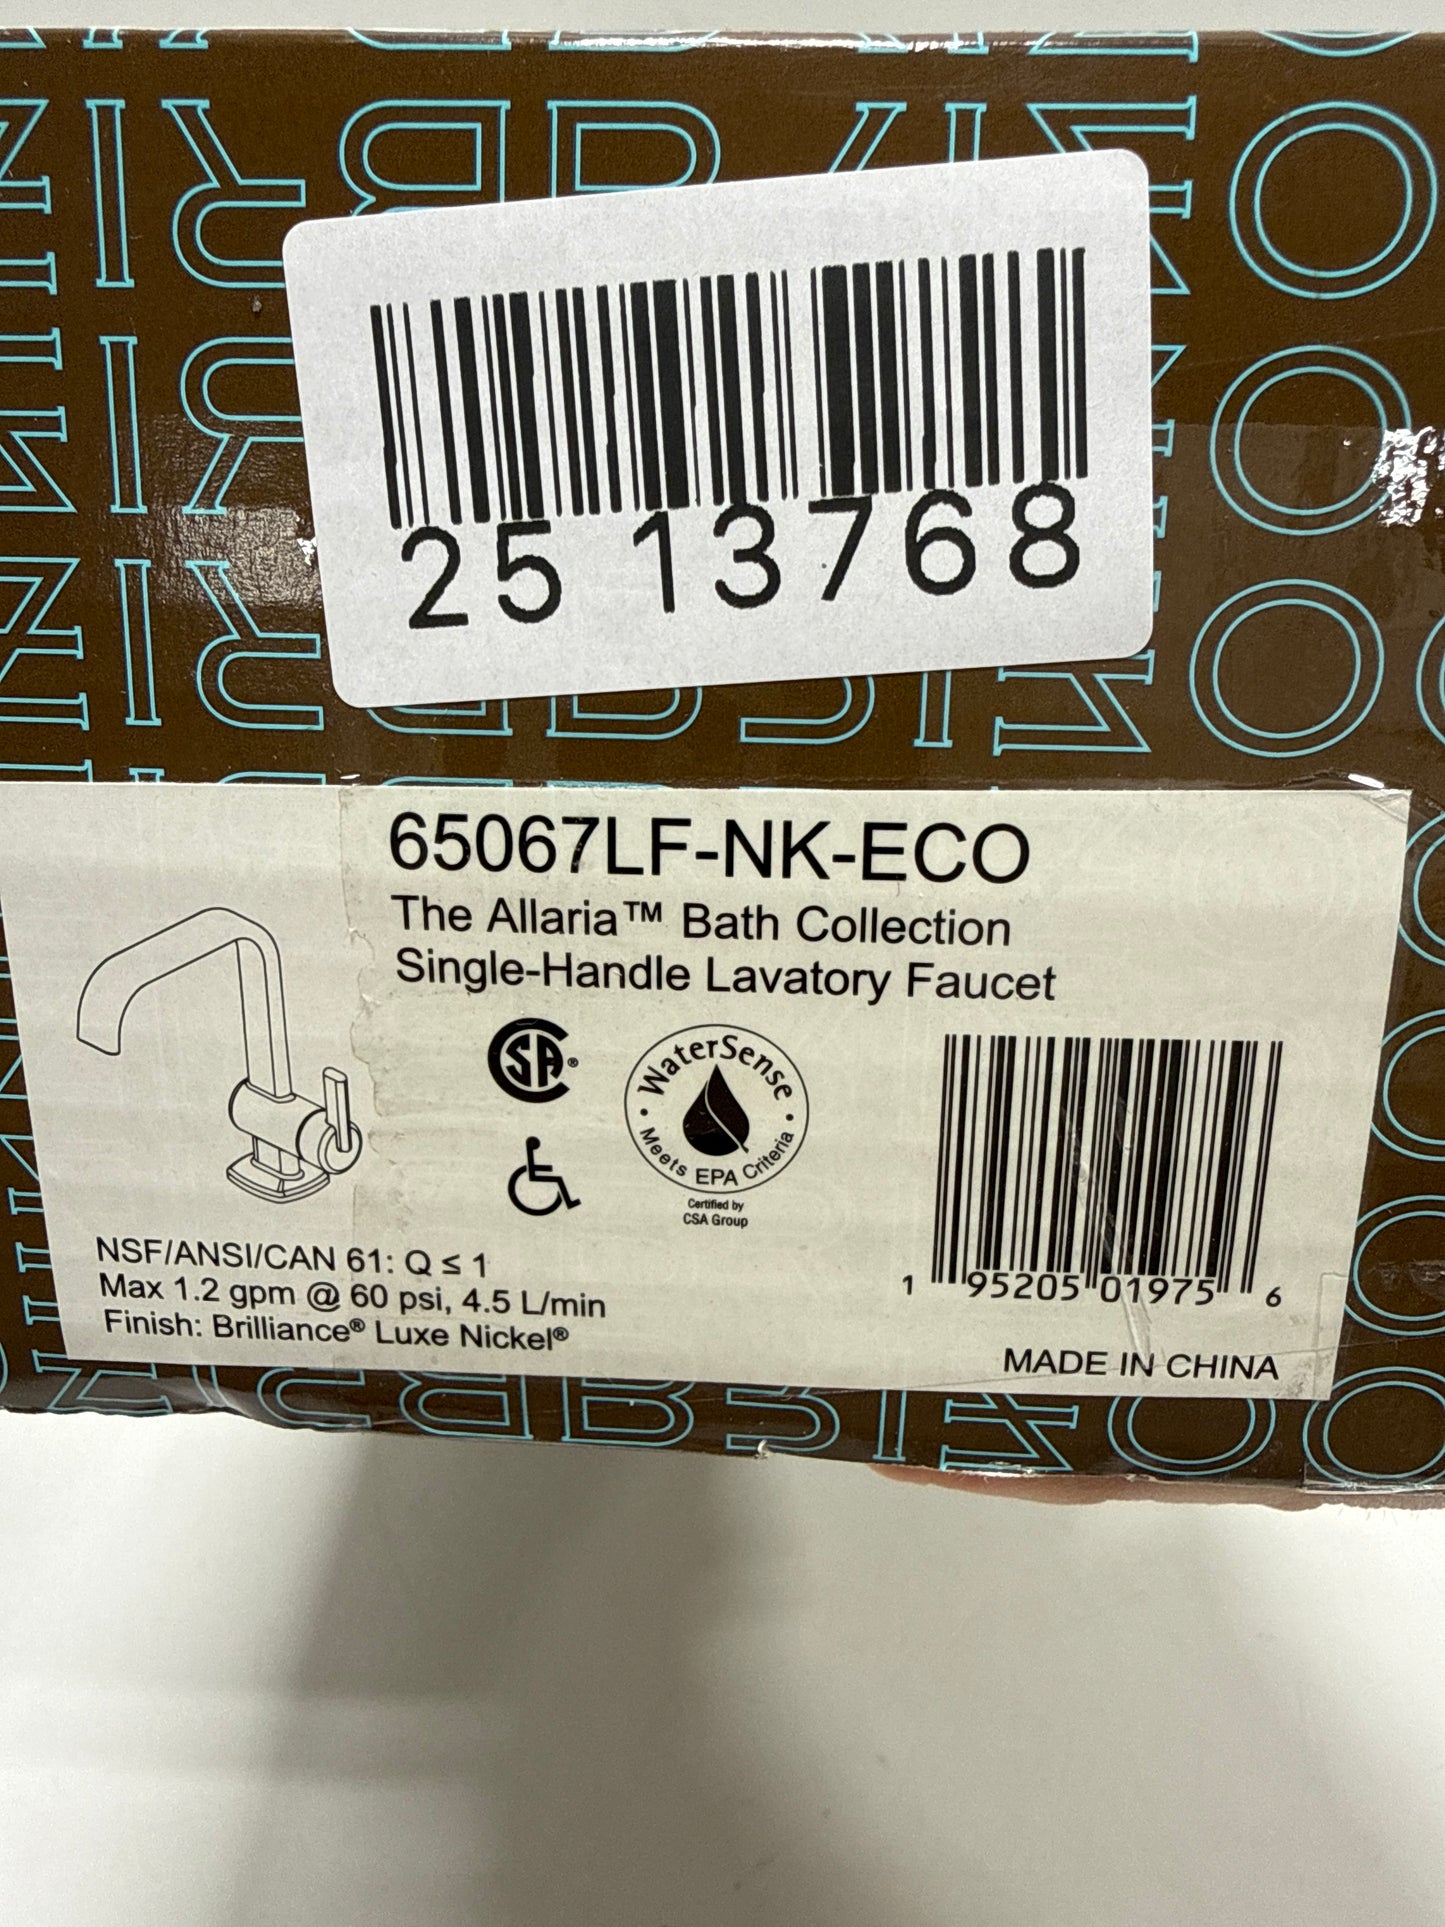 25 13768
65067LF-NK-ECO
The Allaria™ Bath Collection
Single-Handle Lavatory Faucet
SA®
WaterSense
Meets EPA Criteria
Certified by
CSA Group
NSF/ANSI/CAN 61: Q ≤ 1
Max 1.2 gpm @ 60 psi, 4.5 L/min
Finish: Brilliance® Luxe Nickel®
1 95205 01975 6
MADE IN CHINA